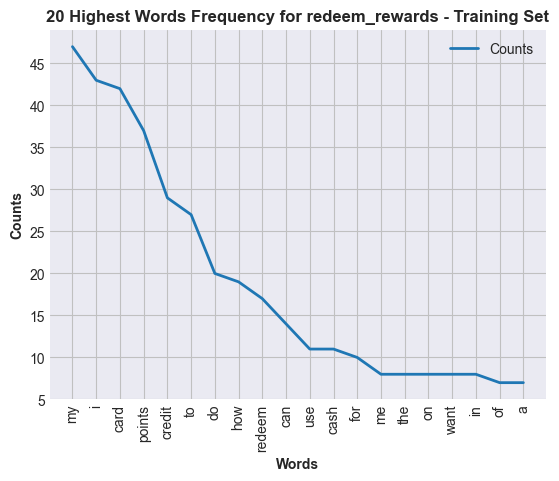 20 Highest Words Frequency for redeem_rewards - Training Set
Counts
Counts
45
40
35
30
25
20
15
10
5
my
i
card
points
credit
to
do
how
redeem
can
use
cash
for
me
the
on
want
in
of
a
Words